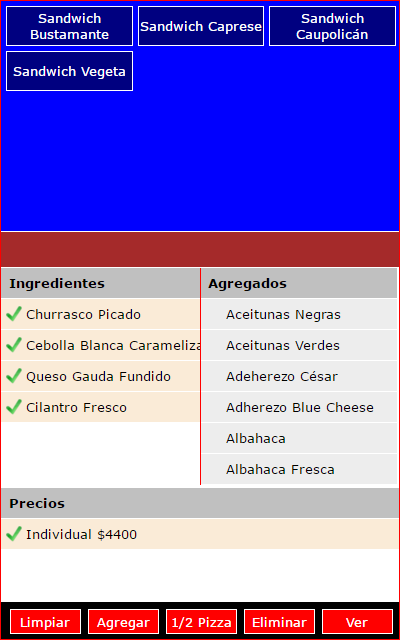 Sandwich
Bustamante
Sandwich Caprese
Sandwich
Caupolicán
Sandwich Vegeta
Ingredientes
Agregados
Churrasco Picado
Aceitunas Negras
Cebolla Blanca Carameliza
Aceitunas Verdes
Queso Gauda Fundido
Adeherezo César
Cilantro Fresco
Adherezo Blue Cheese
Albahaca
Albahaca Fresca
Precios
Individual $4400
Limpiar
Agregar
1/2 Pizza
Eliminar
Ver